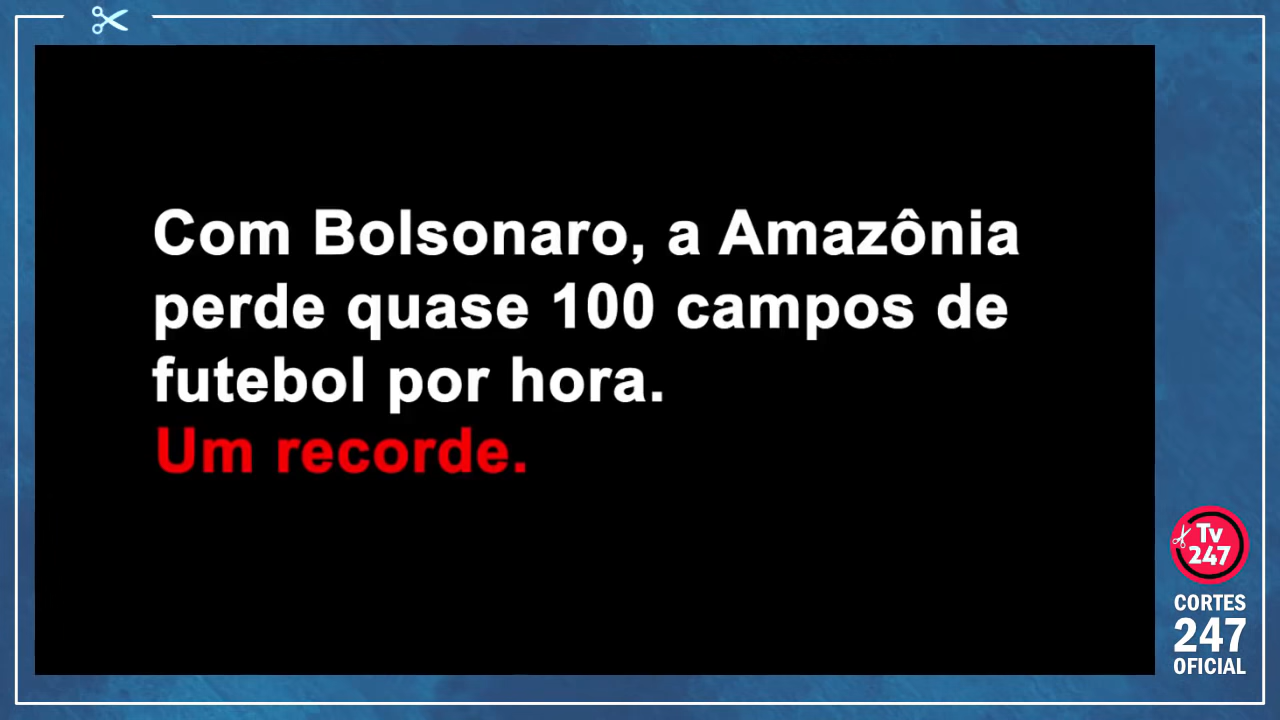 Com Bolsonaro, a Amazônia
perde quase 100 campos de
futebol por hora.
Um recorde.
Tv
247
CORTES
247
OFICIAL